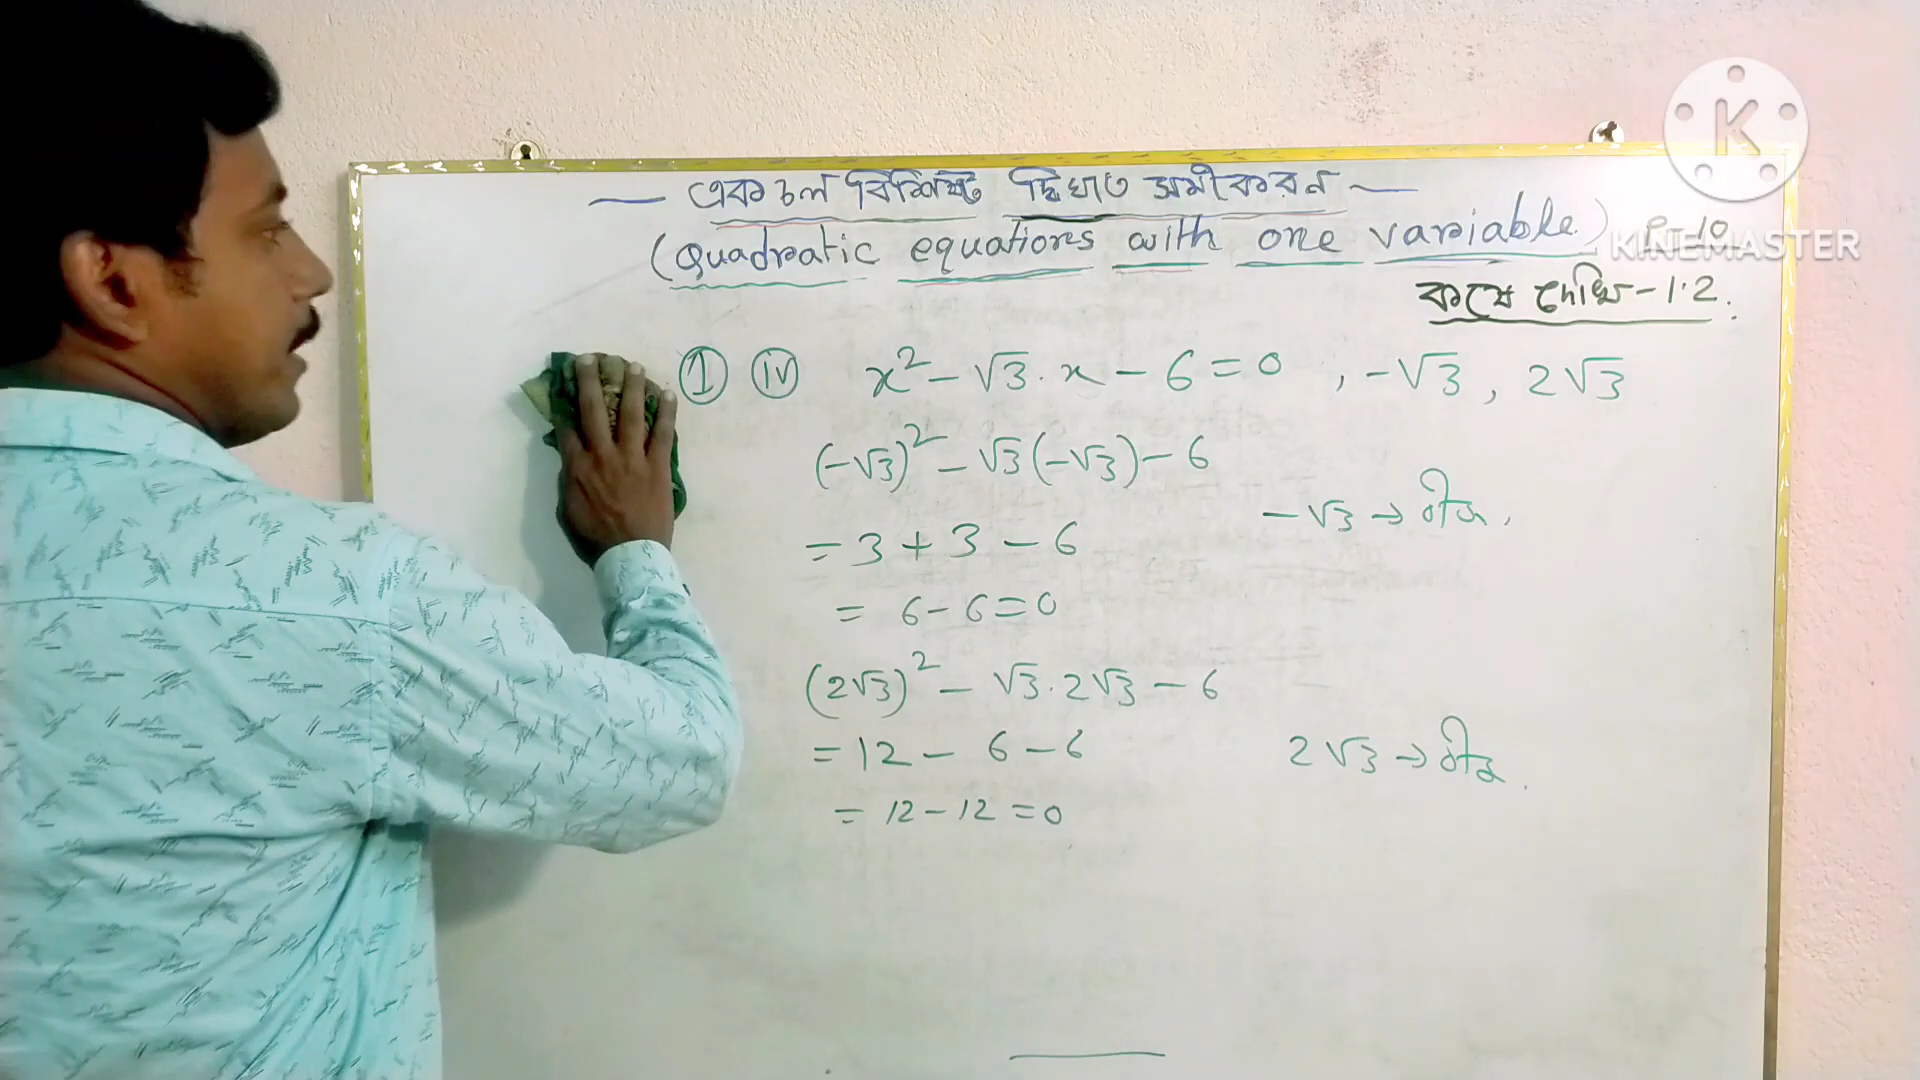 — একচল বিশিষ্ট দ্বিঘাত সমীকরন —
(Quadratic equations with one variable) P-10
KINEMASTER
কষে দেখি - 1.2.
① ⓘⓥ x² - √3. x - 6 = 0 , -√3 , 2√3
(-√3)² - √3(-√3) - 6
-√3 → বীজ.
= 3 + 3 - 6
= 6 - 6 = 0
(2√3)² - √3. 2√3 - 6
= 12 - 6 - 6
2√3 → বীজ.
= 12 - 12 = 0